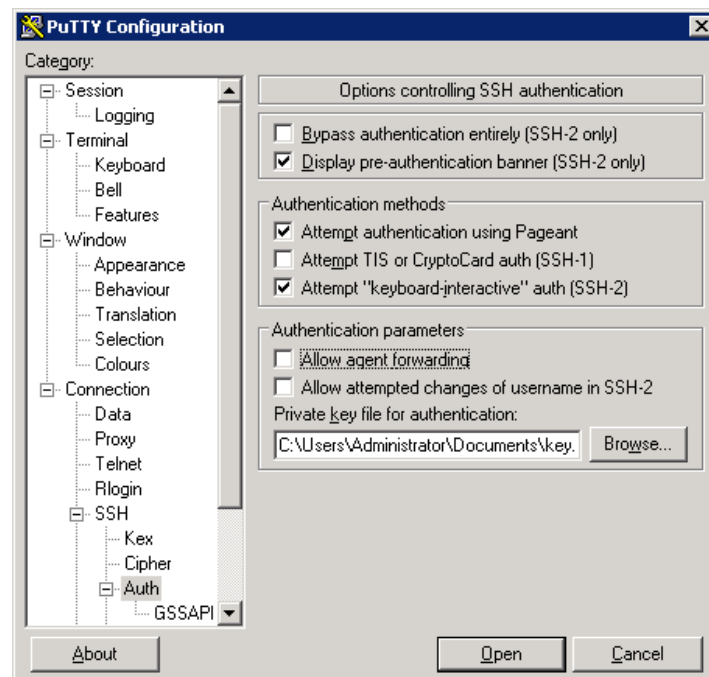 PuTTY Configuration
Category:
Session
Logging
Terminal
Keyboard
Bell
Features
Window
Appearance
Behaviour
Translation
Selection
Colours
Connection
Data
Proxy
Telnet
Rlogin
SSH
Kex
Cipher
Auth
GSSAPI
Options controlling SSH authentication
Bypass authentication entirely (SSH-2 only)
Display pre-authentication banner (SSH-2 only)
Authentication methods
Attempt authentication using Pageant
Attempt TIS or CryptoCard auth (SSH-1)
Attempt "keyboard-interactive" auth (SSH-2)
Authentication parameters
Allow agent forwarding
Allow attempted changes of username in SSH-2
Private key file for authentication:
C:\Users\Administrator\Documents\key.
Browse...
About
Open
Cancel